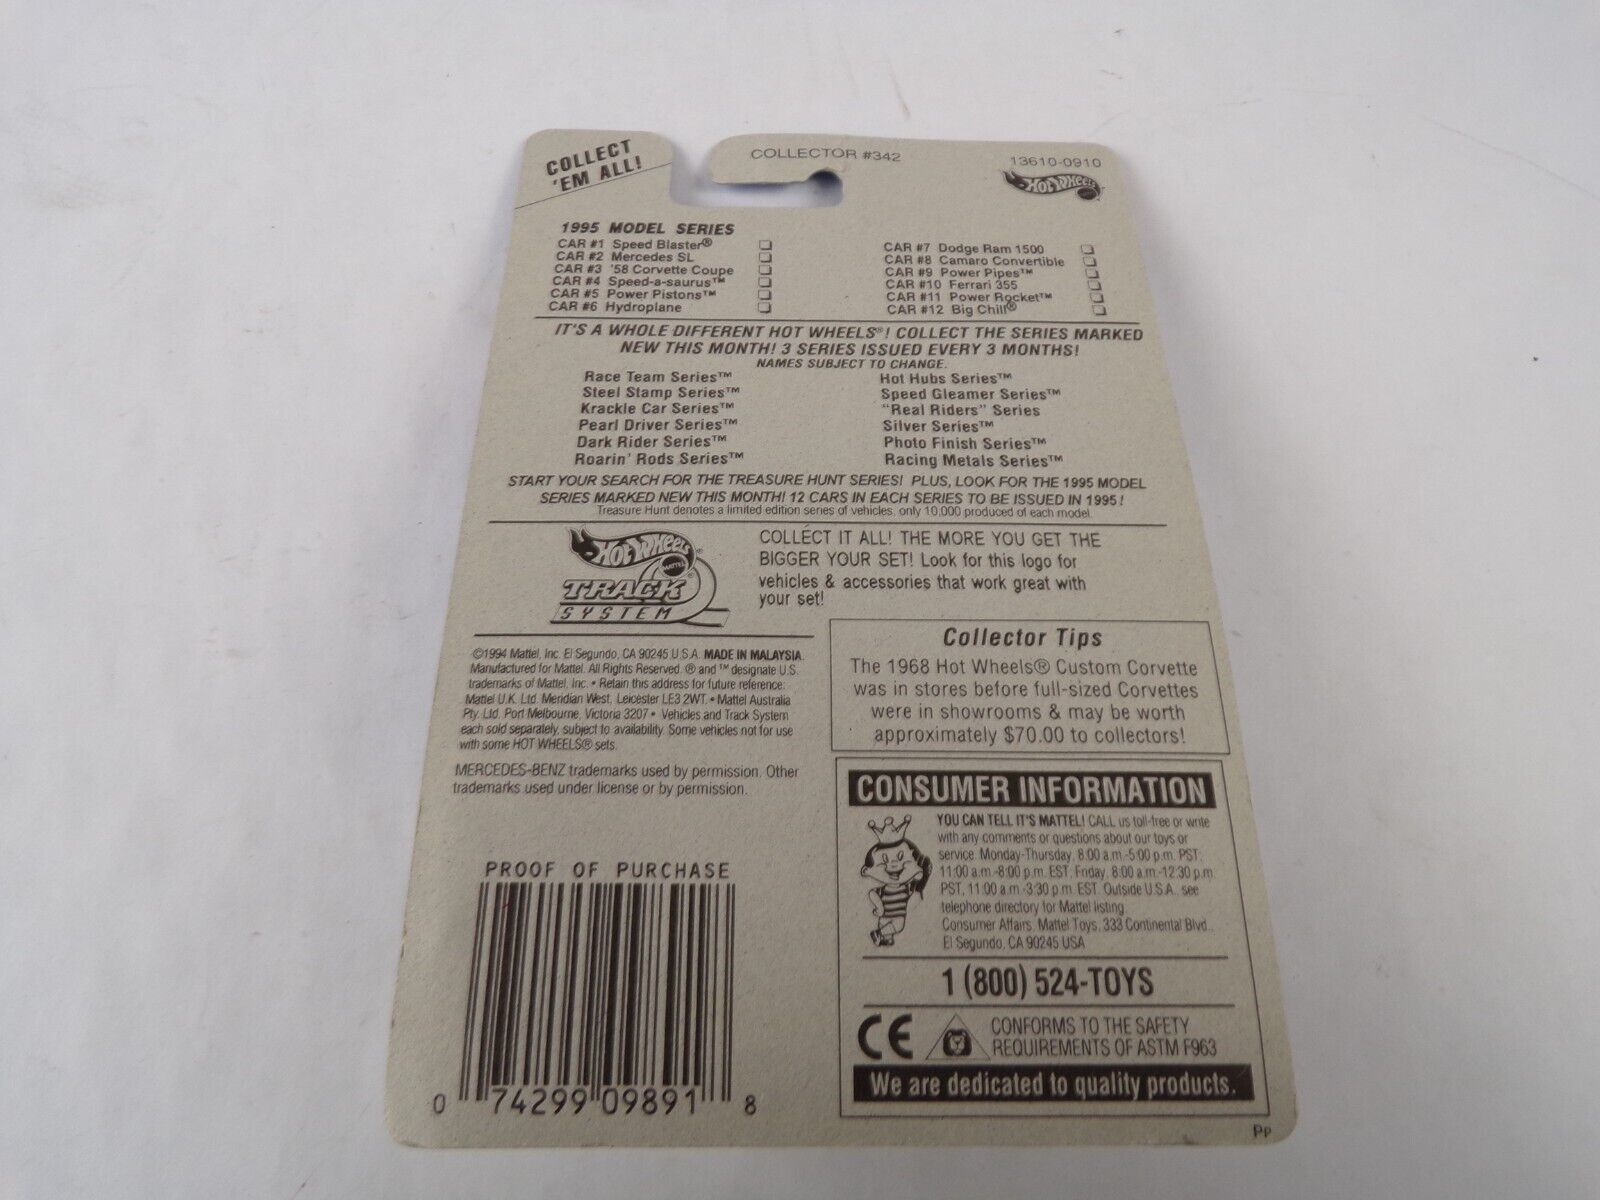 COLLECT
'EM ALL!
COLLECTOR #342
13610-0910
Hot Wheels
1995 MODEL SERIES
CAR #1 Speed Blaster®
CAR #2 Mercedes SL
CAR #3 '58 Corvette Coupe
CAR #4 Speed-a-saurus™
CAR #5 Power Pistons™
CAR #6 Hydroplane
CAR #7 Dodge Ram 1500
CAR #8 Camaro Convertible
CAR #9 Power Pipes™
CAR #10 Ferrari 355
CAR #11 Power Rocket™
CAR #12 Big Chill®
IT'S A WHOLE DIFFERENT HOT WHEELS®! COLLECT THE SERIES MARKED
NEW THIS MONTH! 3 SERIES ISSUED EVERY 3 MONTHS!
NAMES SUBJECT TO CHANGE.
Race Team Series™
Steel Stamp Series™
Krackle Car Series™
Pearl Driver Series™
Dark Rider Series™
Roarin' Rods Series™
Hot Hubs Series™
Speed Gleamer Series™
"Real Riders" Series
Silver Series™
Photo Finish Series™
Racing Metals Series™
START YOUR SEARCH FOR THE TREASURE HUNT SERIES! PLUS, LOOK FOR THE 1995 MODEL
SERIES MARKED NEW THIS MONTH! 12 CARS IN EACH SERIES TO BE ISSUED IN 1995!
Treasure Hunt denotes a limited edition series of vehicles, only 10,000 produced of each model.
Hot Wheels®
MATTEL
TRACK®
SYSTEM
COLLECT IT ALL! THE MORE YOU GET THE
BIGGER YOUR SET! Look for this logo for
vehicles & accessories that work great with
your set!
©1994 Mattel, Inc. El Segundo, CA 90245 U.S.A. MADE IN MALAYSIA.
Manufactured for Mattel. All Rights Reserved. ® and ™ designate U.S.
trademarks of Mattel, Inc. • Retain this address for future reference:
Mattel U.K. Ltd. Meridian West, Leicester LE3 2WT. • Mattel Australia
Pty. Ltd. Port Melbourne, Victoria 3207 • Vehicles and Track System
each sold separately, subject to availability. Some vehicles not for use
with some HOT WHEELS® sets.
MERCEDES-BENZ trademarks used by permission. Other
trademarks used under license or by permission.
Collector Tips
The 1968 Hot Wheels® Custom Corvette
was in stores before full-sized Corvettes
were in showrooms & may be worth
approximately $70.00 to collectors!
CONSUMER INFORMATION
YOU CAN TELL IT'S MATTEL! CALL us toll-free or write
with any comments or questions about our toys or
service. Monday-Thursday, 8:00 a.m.-5:00 p.m. PST;
11:00 a.m.-8:00 p.m. EST, Friday, 8:00 a.m.-12:30 p.m.
PST, 11:00 a.m.-3:30 p.m. EST. Outside U.S.A., see
telephone directory for Mattel listing.
Consumer Affairs, Mattel Toys, 333 Continental Blvd.,
El Segundo, CA 90245 USA
1 (800) 524-TOYS
CE
CONFORMS TO THE SAFETY
REQUIREMENTS OF ASTM F963
We are dedicated to quality products.
PROOF OF PURCHASE
0 74299 09891 8
PP